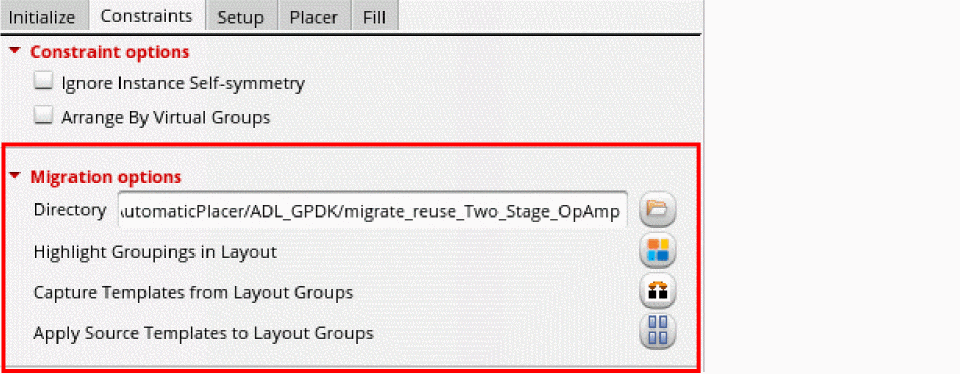 Initialize Constraints Setup Placer Fill
Constraint options
Ignore Instance Self-symmetry
Arrange By Virtual Groups
Migration options
Directory \utomaticPlacer/ADL_GPDK/migrate_reuse_Two_Stage_OpAmp
Highlight Groupings in Layout
Capture Templates from Layout Groups
Apply Source Templates to Layout Groups